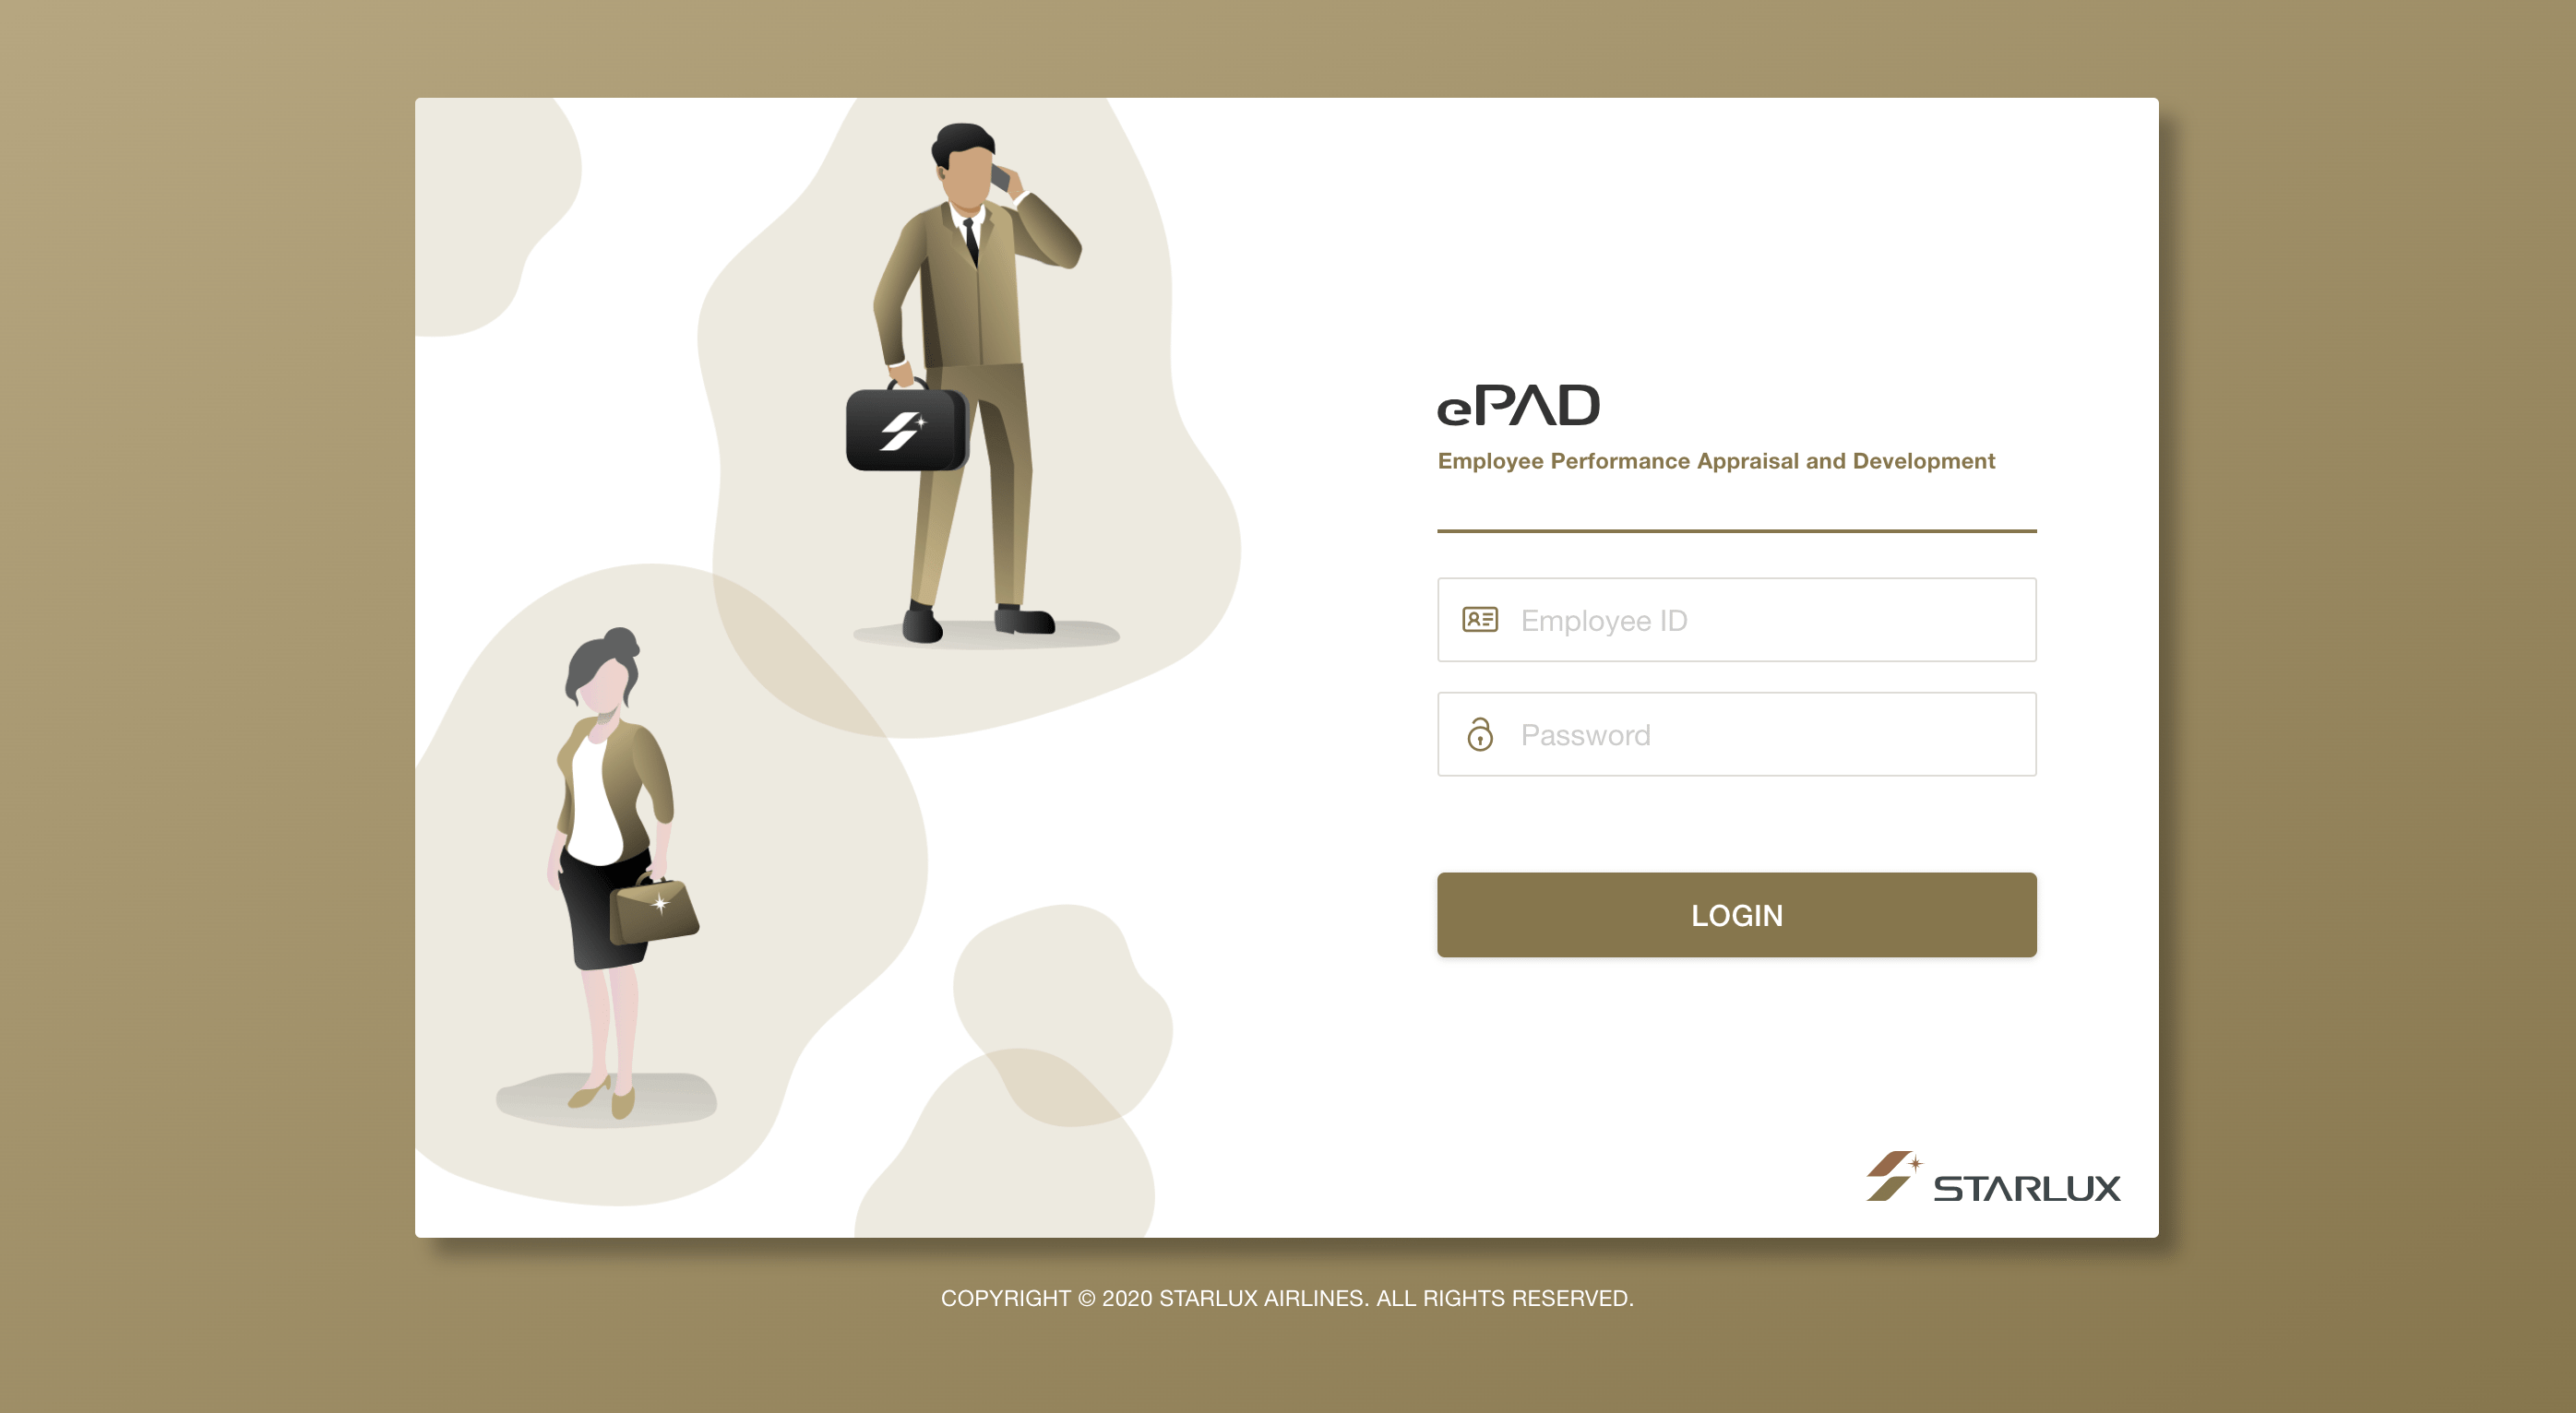 ePAD
Employee Performance Appraisal and Development
Employee ID
Password
LOGIN
STARLUX
COPYRIGHT © 2020 STARLUX AIRLINES. ALL RIGHTS RESERVED.